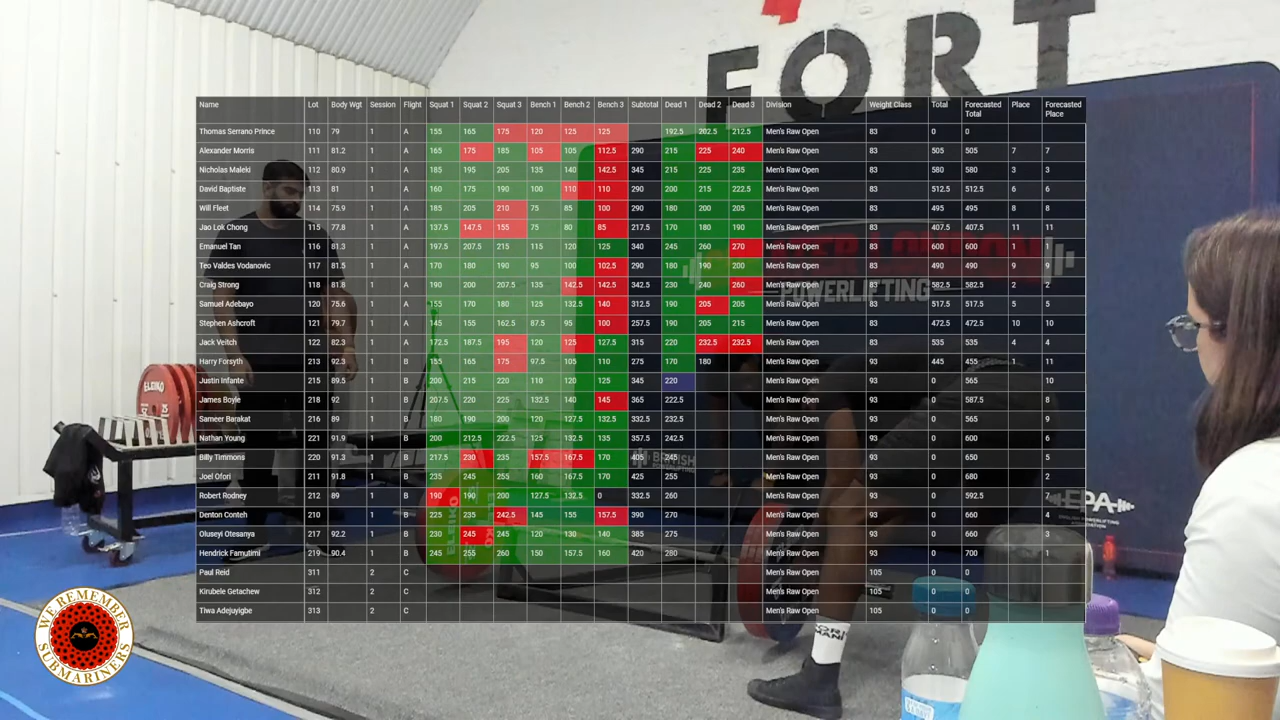 FORT
Name Lot Body Wgt Session Flight Squat 1 Squat 2 Squat 3 Bench 1 Bench 2 Bench 3 Subtotal Dead 1 Dead 2 Dead 3 Division Weight Class Total Forecasted Total Place Forecasted Place
Thomas Serrano Prince 110 79 1 A 155 165 175 120 125 125 192.5 202.5 212.5 Men's Raw Open 83 0 0
Alexander Morris 111 81.2 1 A 165 175 185 105 105 112.5 290 215 225 240 Men's Raw Open 83 505 505 7 7
Nicholas Maleki 112 80.9 1 A 185 195 205 135 140 142.5 345 215 225 235 Men's Raw Open 83 580 580 3 3
David Baptiste 113 81 1 A 160 175 190 100 110 110 290 200 215 222.5 Men's Raw Open 83 512.5 512.5 6 6
Will Fleet 114 75.9 1 A 185 205 210 75 85 100 290 180 200 205 Men's Raw Open 83 495 495 8 8
Jao Lok Chong 115 77.8 1 A 137.5 147.5 155 75 80 85 217.5 170 180 190 Men's Raw Open 83 407.5 407.5 11 11
Emanuel Tan 116 81.3 1 A 197.5 207.5 215 115 120 125 340 245 260 270 Men's Raw Open 83 600 600 1 1
Teo Valdes Vodanovic 117 81.5 1 A 170 180 190 95 100 102.5 290 180 190 200 Men's Raw Open 83 490 490 9 9
Craig Strong 118 81.8 1 A 190 200 207.5 135 142.5 142.5 342.5 230 240 260 Men's Raw Open 83 582.5 582.5 2 2
Samuel Adebayo 120 75.6 1 A 155 170 180 125 132.5 140 312.5 190 205 205 Men's Raw Open 83 517.5 517.5 5 5
Stephen Ashcroft 121 79.7 1 A 145 155 162.5 87.5 95 100 257.5 190 205 215 Men's Raw Open 83 472.5 472.5 10 10
Jack Veitch 122 82.3 1 A 172.5 187.5 195 120 125 127.5 315 220 232.5 232.5 Men's Raw Open 83 535 535 4 4
Harry Forsyth 213 92.3 1 B 155 165 175 97.5 105 110 275 170 180 Men's Raw Open 93 445 455 1 11
Justin Infante 215 89.5 1 B 200 215 220 110 120 125 345 220 Men's Raw Open 93 0 565 10
James Boyle 218 92 1 B 207.5 220 225 132.5 140 145 365 222.5 Men's Raw Open 93 0 587.5 8
Sameer Barakat 216 89 1 B 180 190 200 120 127.5 132.5 332.5 232.5 Men's Raw Open 93 0 565 9
Nathan Young 221 91.9 1 B 200 212.5 222.5 125 132.5 135 357.5 242.5 Men's Raw Open 93 0 600 6
Billy Timmons 220 91.3 1 B 217.5 230 235 157.5 167.5 170 405 245 Men's Raw Open 93 0 650 5
Joel Ofori 211 91.8 1 B 235 245 255 160 167.5 170 425 255 Men's Raw Open 93 0 680 2
Robert Rodney 212 89 1 B 190 190 200 127.5 132.5 0 332.5 260 Men's Raw Open 93 0 592.5 7
Denton Conteh 210 1 B 225 235 242.5 145 155 157.5 390 270 Men's Raw Open 93 0 660 4
Oluseyi Otesanya 217 92.2 1 B 230 245 245 120 130 140 385 275 Men's Raw Open 93 0 660 3
Hendrick Famutimi 219 90.4 1 B 245 255 260 150 157.5 160 420 280 Men's Raw Open 93 0 700 1
Paul Reid 311 2 C Men's Raw Open 105 0 0
Kirubele Getachew 312 2 C Men's Raw Open 105 0 0
Tiwa Adejuyigbe 313 2 C Men's Raw Open 105 0 0
POWERLIFTING
ELEIKO
EPA
WE REMEMBER
SUBMARINERS